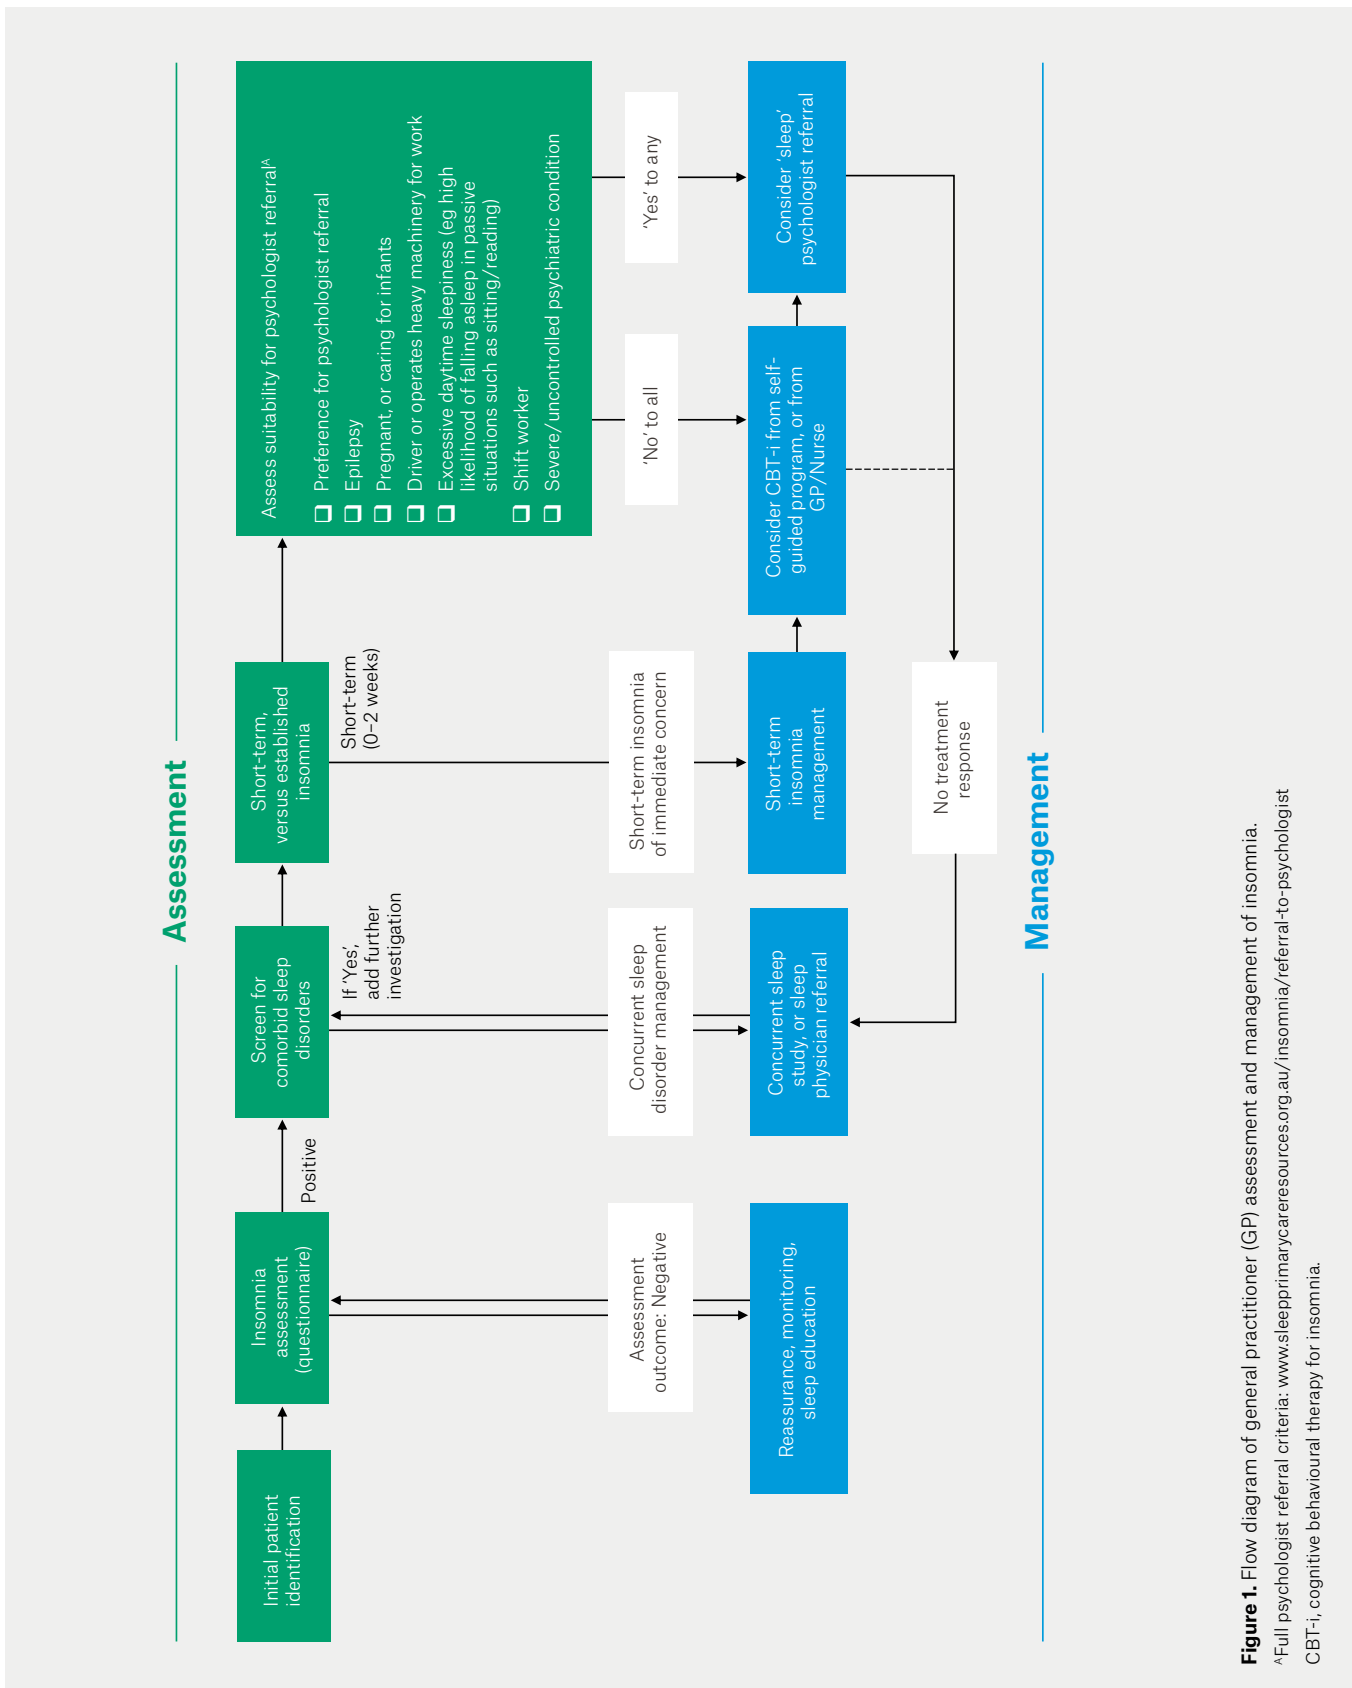 Assessment
Initial patient
identification
Insomnia
assessment
(questionnaire)
Positive
Screen for
comorbid sleep
disorders
If ‘Yes’,
add further
investigation
Short-term,
versus established
insomnia
Short-term
(0–2 weeks)
Assess suitability for psychologist referralᴬ
❑ Preference for psychologist referral
❑ Epilepsy
❑ Pregnant, or caring for infants
❑ Driver or operates heavy machinery for work
❑ Excessive daytime sleepiness (eg high
likelihood of falling asleep in passive
situations such as sitting/reading)
❑ Shift worker
❑ Severe/uncontrolled psychiatric condition
Assessment
outcome: Negative
Concurrent sleep
disorder management
Short-term insomnia
of immediate concern
‘No’ to all
‘Yes’ to any
Reassurance, monitoring,
sleep education
Concurrent sleep
study, or sleep
physician referral
Short-term
insomnia
management
Consider CBT-i from self-
guided program, or from
GP/Nurse
Consider ‘sleep’
psychologist referral
No treatment
response
Management
Figure 1. Flow diagram of general practitioner (GP) assessment and management of insomnia.
ᴬFull psychologist referral criteria: www.sleepprimarycareresources.org.au/insomnia/referral-to-psychologist
CBT-i, cognitive behavioural therapy for insomnia.